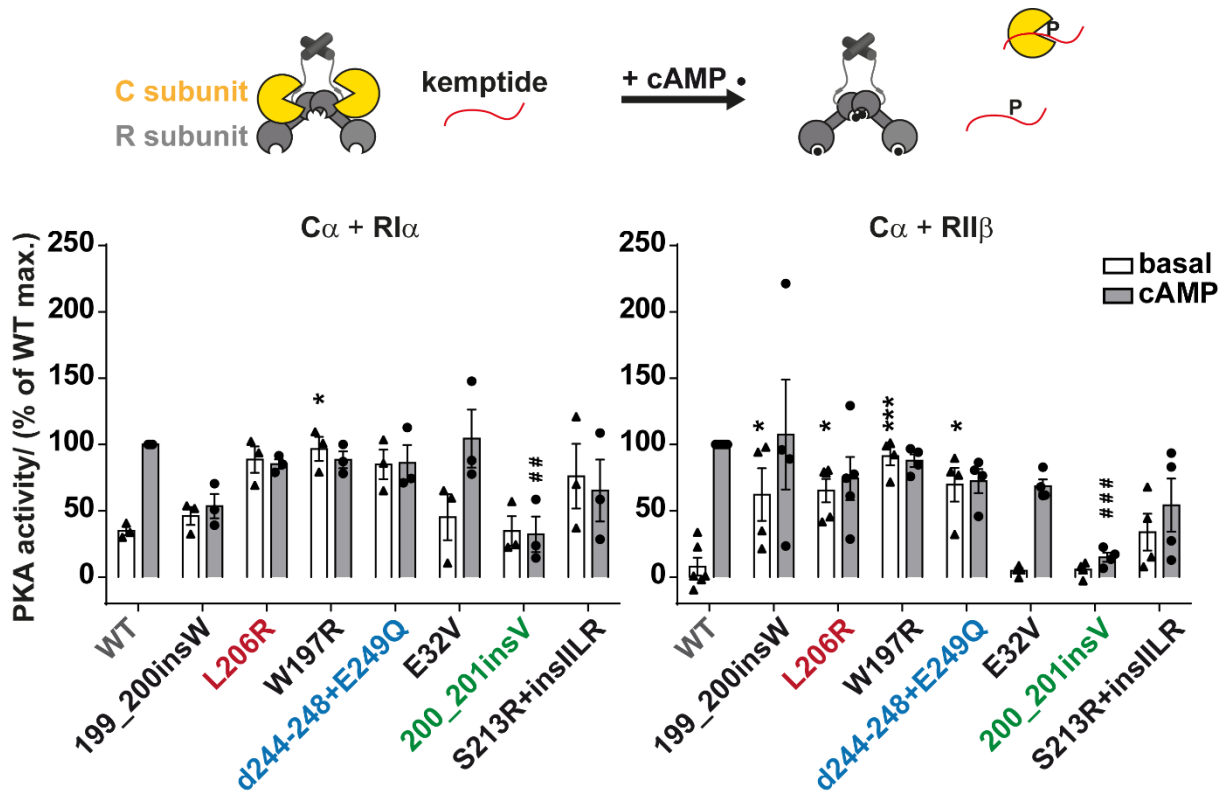 C subunit
R subunit
kemptide
+ cAMP
P
P
Cα + RIα
Cα + RIIβ
PKA activity/ (% of WT max.)
250
200
150
100
50
0
*
##
WT
199_200insW
L206R
W197R
d244-248+E249Q
E32V
200_201insV
S213R+insIILR
250
200
150
100
50
0
basal
cAMP
*
*
***
*
###
WT
199_200insW
L206R
W197R
d244-248+E249Q
E32V
200_201insV
S213R+insIILR